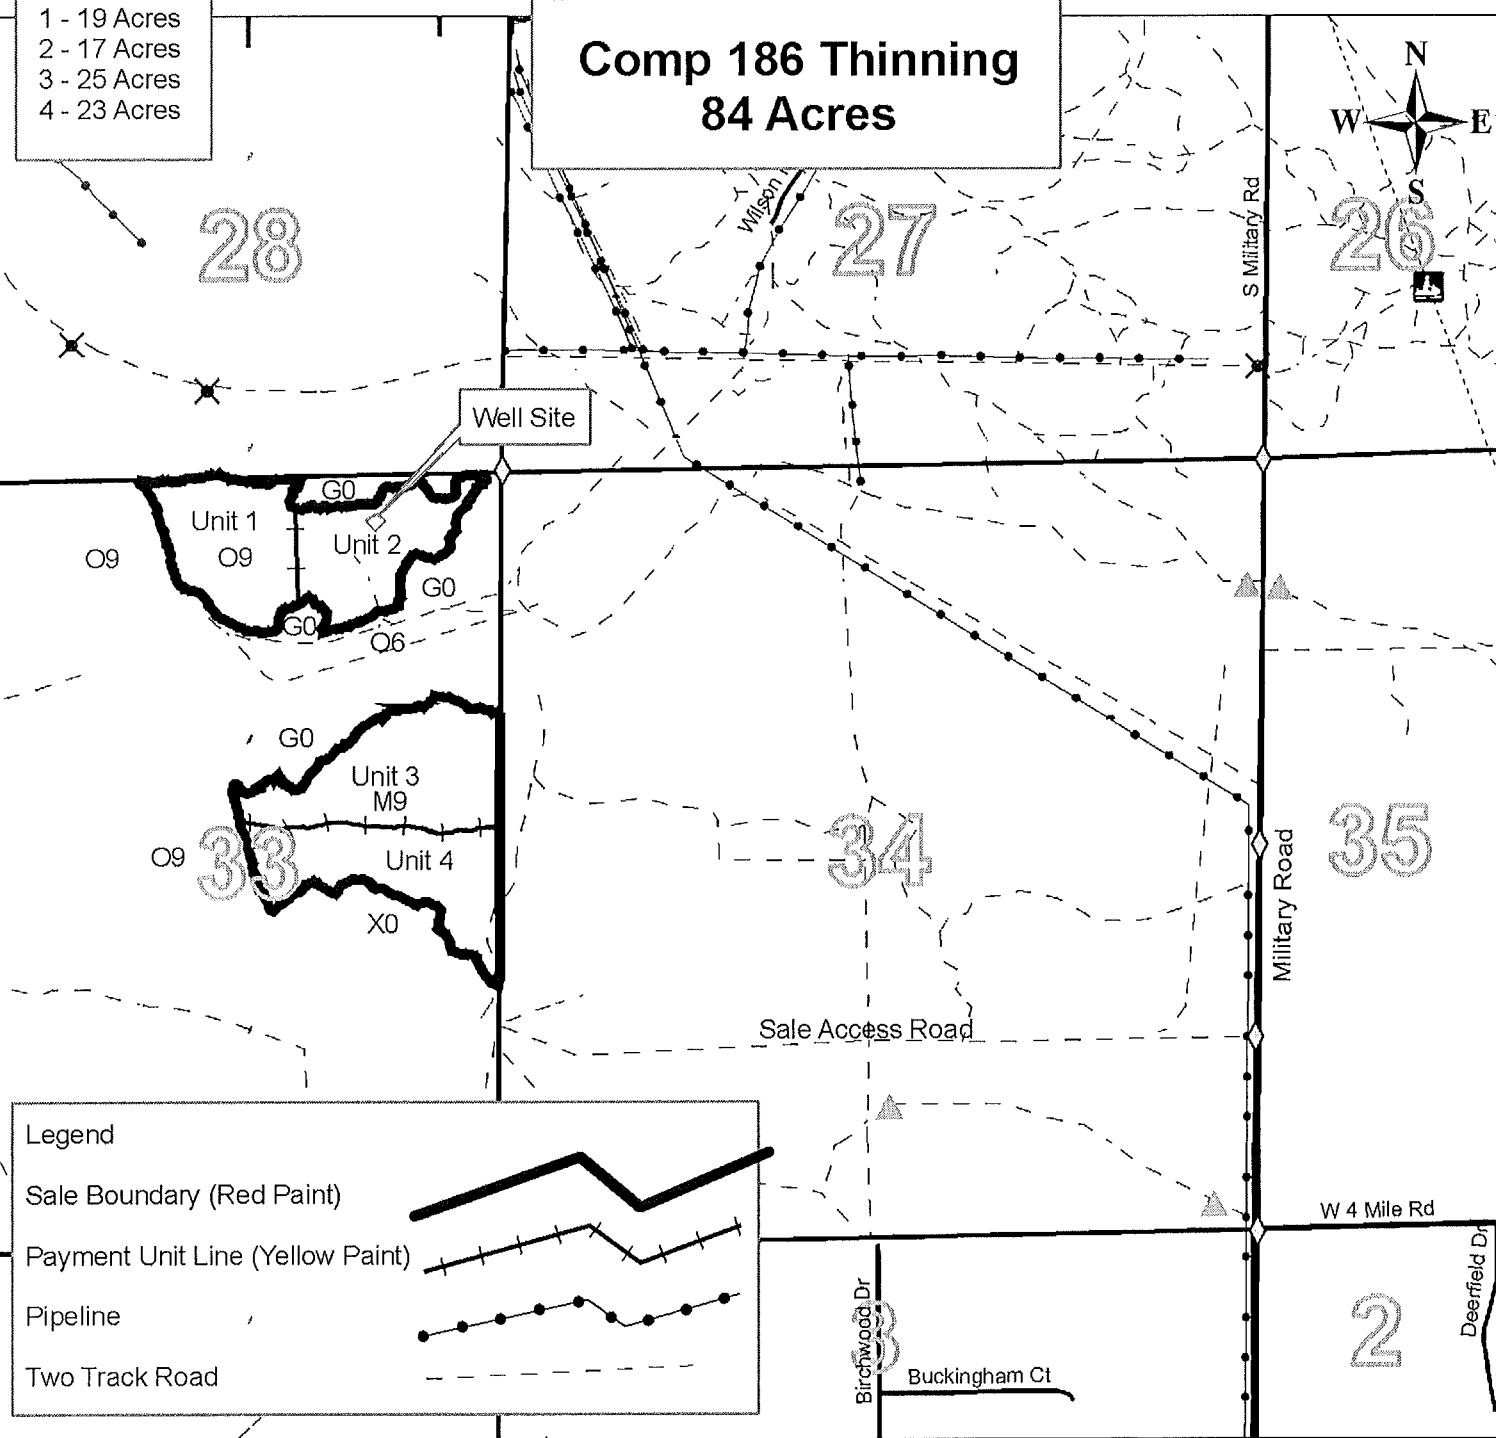 1 - 19 Acres
2 - 17 Acres
3 - 25 Acres
4 - 23 Acres
Comp 186 Thinning
84 Acres
N
W
E
S
28
27
26
Wilson
S Military Rd
Well Site
G0
Unit 1
Unit 2
O9
O9
G0
G0
O6
G0
Unit 3
M9
O9
33
Unit 4
34
35
X0
Military Road
Sale Access Road
Legend
Sale Boundary (Red Paint)
Payment Unit Line (Yellow Paint)
Pipeline
Two Track Road
W 4 Mile Rd
Deerfield Dr
Birchwood Dr
3
2
Buckingham Ct